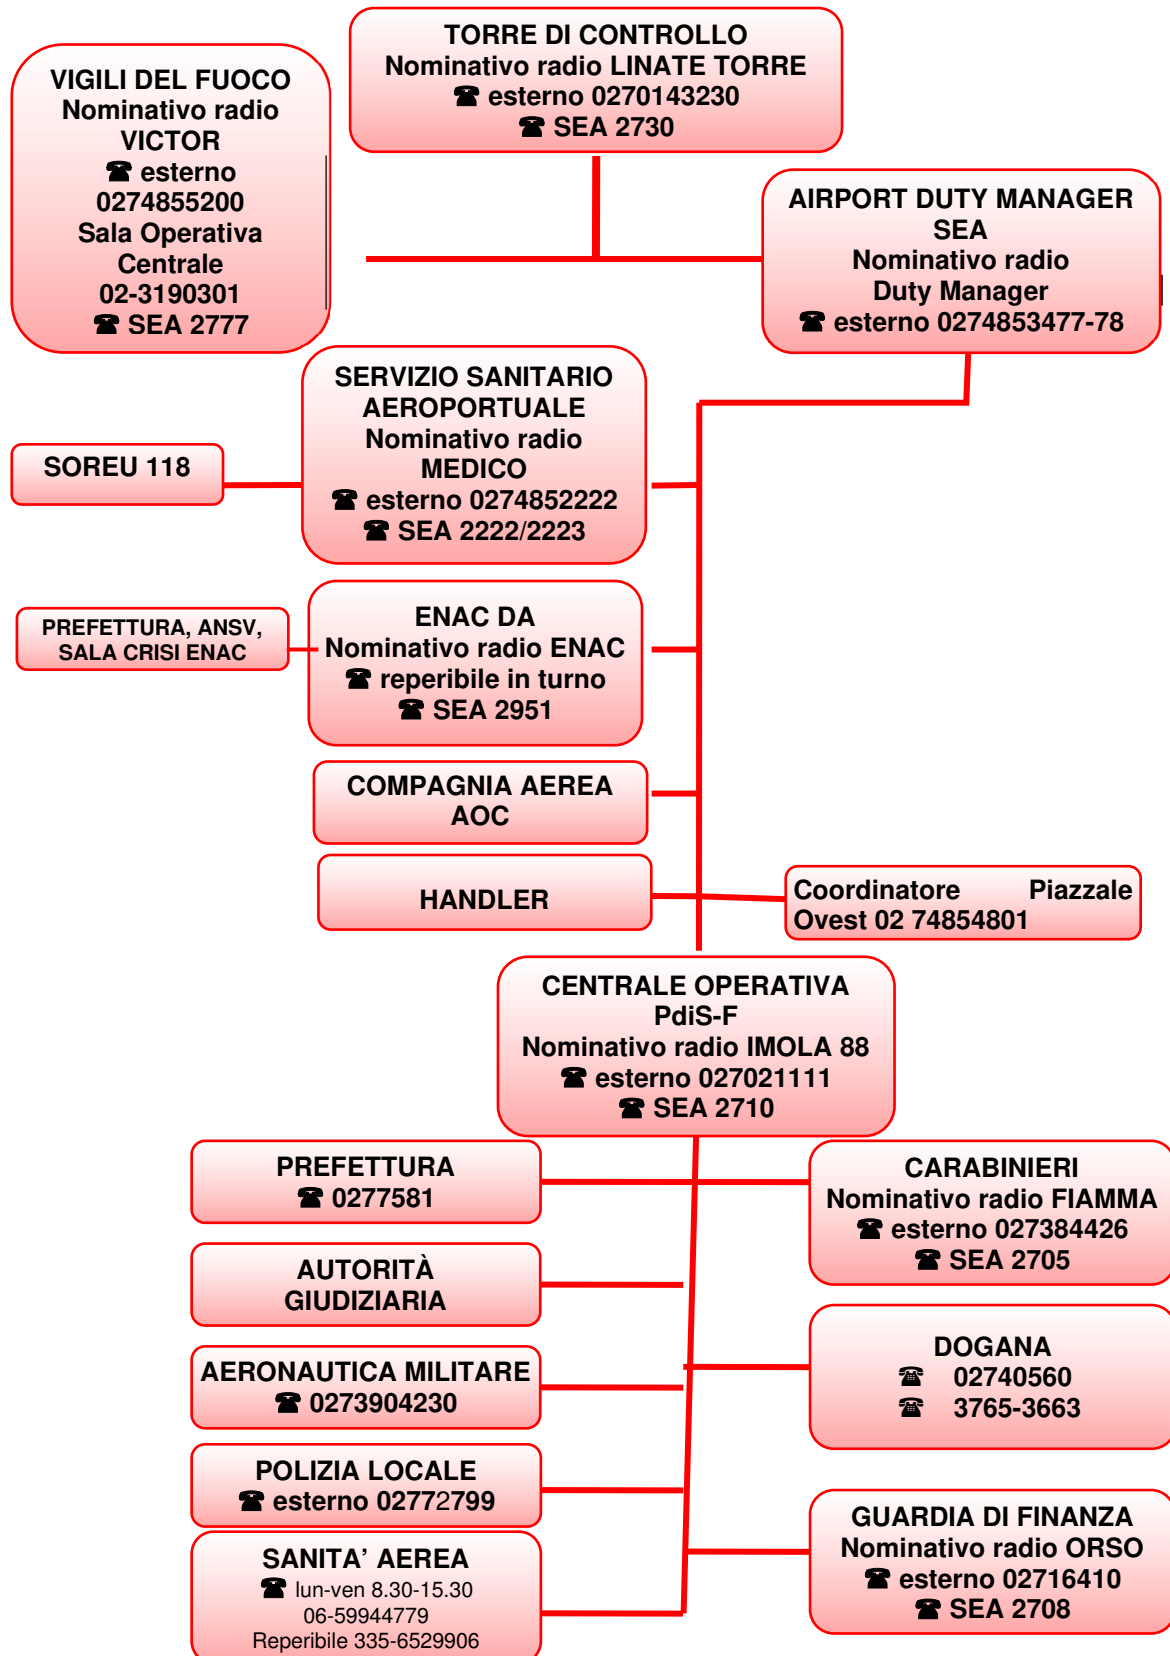 TORRE DI CONTROLLO
Nominativo radio LINATE TORRE
☎ esterno 0270143230
☎ SEA 2730
VIGILI DEL FUOCO
Nominativo radio
VICTOR
☎ esterno
0274855200
Sala Operativa
Centrale
02-3190301
☎ SEA 2777
AIRPORT DUTY MANAGER
SEA
Nominativo radio
Duty Manager
☎ esterno 0274853477-78
SERVIZIO SANITARIO
AEROPORTUALE
Nominativo radio
MEDICO
☎ esterno 0274852222
☎ SEA 2222/2223
SOREU 118
ENAC DA
Nominativo radio ENAC
☎ reperibile in turno
☎ SEA 2951
PREFETTURA, ANSV,
SALA CRISI ENAC
COMPAGNIA AEREA
AOC
HANDLER
Coordinatore Piazzale
Ovest 02 74854801
CENTRALE OPERATIVA
PdiS-F
Nominativo radio IMOLA 88
☎ esterno 027021111
☎ SEA 2710
PREFETTURA
☎ 0277581
CARABINIERI
Nominativo radio FIAMMA
☎ esterno 027384426
☎ SEA 2705
AUTORITÀ
GIUDIZIARIA
DOGANA
☎ 02740560
☎ 3765-3663
AERONAUTICA MILITARE
☎ 0273904230
POLIZIA LOCALE
☎ esterno 02772799
GUARDIA DI FINANZA
Nominativo radio ORSO
☎ esterno 02716410
☎ SEA 2708
SANITA’ AEREA
☎ lun-ven 8.30-15.30
06-59944779
Reperibile 335-6529906